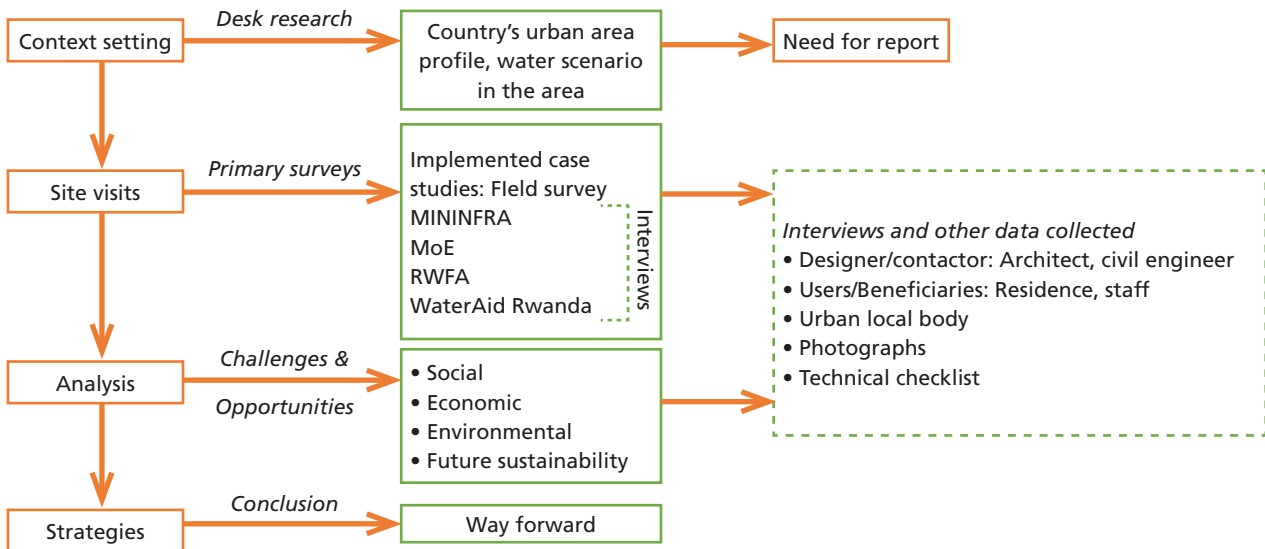 Context setting
Desk research
Country's urban area
profile, water scenario
in the area
Need for report
Site visits
Primary surveys
Implemented case
studies: FIeld survey
MININFRA
MoE
RWFA
WaterAid Rwanda
Interviews
Interviews and other data collected
• Designer/contactor: Architect, civil engineer
• Users/Beneficiaries: Residence, staff
• Urban local body
• Photographs
• Technical checklist
Analysis
Challenges &
Opportunities
• Social
• Economic
• Environmental
• Future sustainability
Strategies
Conclusion
Way forward